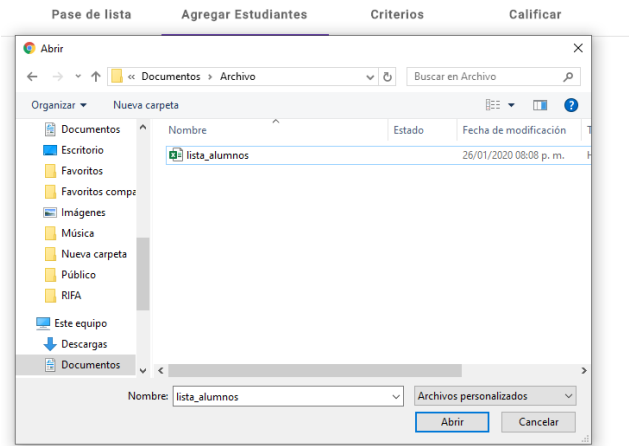 Pase de lista Agregar Estudiantes Criterios Calificar
Abrir
« Documentos › Archivo Buscar en Archivo
Organizar Nueva carpeta
Nombre Estado Fecha de modificación T
lista_alumnos 26/01/2020 08:08 p. m. H
Documentos
Escritorio
Favoritos
Favoritos compa
Imágenes
Música
Nueva carpeta
Público
RIFA
Este equipo
Descargas
Documentos
Nombre: lista_alumnos Archivos personalizados
Abrir Cancelar